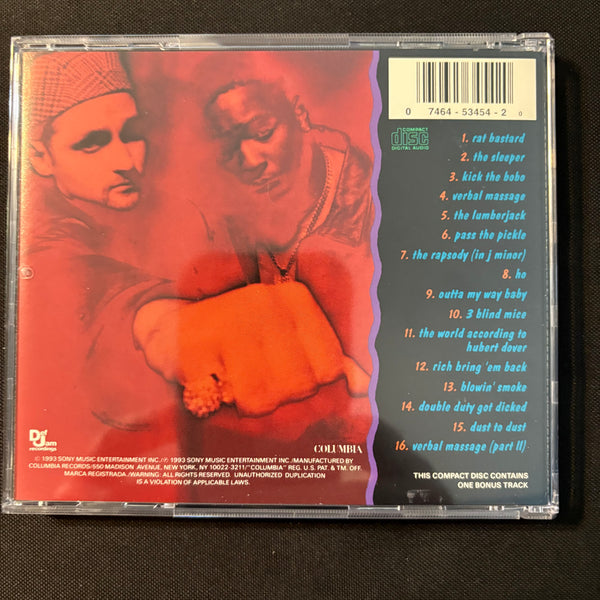 0 7464-53454-2 0
COMPACT
disc
DIGITAL AUDIO
1. rat bastard
2. the sleeper
3. kick the bobo
4. verbal massage
5. the lumberjack
6. pass the pickle
7. the rapsody (in j minor)
8. ho
9. outta my way baby
10. 3 blind mice
11. the world according to
hubert dover
12. rich bring 'em back
13. blowin' smoke
14. double duty got dicked
15. dust to dust
16. verbal massage (part II)
THIS COMPACT DISC CONTAINS
ONE BONUS TRACK
Def Jam
recordings
COLUMBIA
© 1993 SONY MUSIC ENTERTAINMENT INC./℗ 1993 SONY MUSIC ENTERTAINMENT INC./MANUFACTURED BY
COLUMBIA RECORDS/550 MADISON AVENUE, NEW YORK, NY 10022-3211/"COLUMBIA" REG. U.S. PAT. & TM. OFF.
MARCA REGISTRADA./WARNING: ALL RIGHTS RESERVED. UNAUTHORIZED DUPLICATION
IS A VIOLATION OF APPLICABLE LAWS.